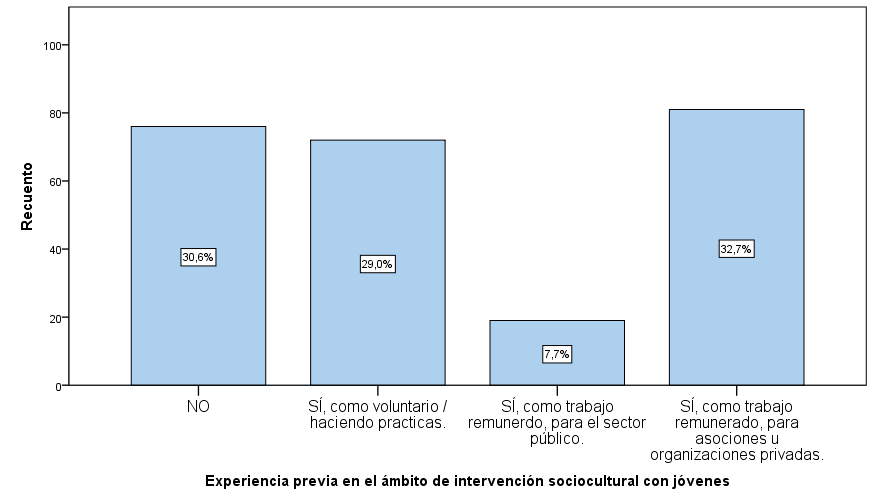 Recuento
100
80
60
40
20
0
30,6%
29,0%
7,7%
32,7%
NO
SÍ, como voluntario /
haciendo practicas.
SÍ, como trabajo
remunerdo, para el sector
público.
SÍ, como trabajo
remunerado, para
asociones u
organizaciones privadas.
Experiencia previa en el ámbito de intervención sociocultural con jóvenes